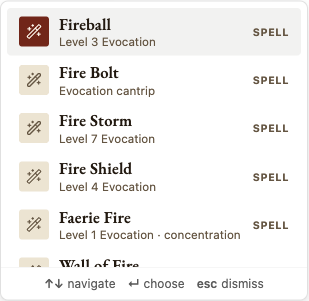 Fireball
Level 3 Evocation
SPELL
Fire Bolt
Evocation cantrip
SPELL
Fire Storm
Level 7 Evocation
SPELL
Fire Shield
Level 4 Evocation
SPELL
Faerie Fire
Level 1 Evocation · concentration
SPELL
Wall of Fire
↑↓ navigate ↵ choose esc dismiss